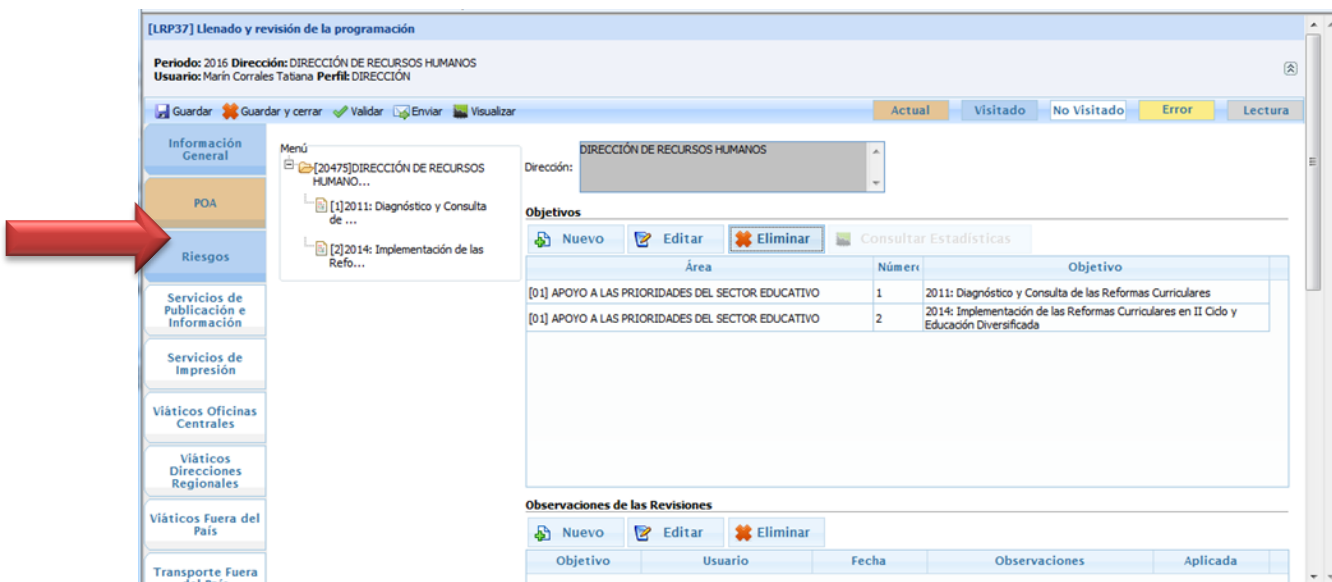 [LRP37] Llenado y revisión de la programación
Periodo: 2016 Dirección: DIRECCIÓN DE RECURSOS HUMANOS
Usuario: Marín Corrales Tatiana Perfil: DIRECCIÓN
Guardar Guardar y cerrar Validar Enviar Visualizar
Actual Visitado No Visitado Error Lectura
Información
General
POA
Riesgos
Servicios de
Publicación e
Información
Servicios de
Impresión
Viáticos Oficinas
Centrales
Viáticos
Direcciones
Regionales
Viáticos Fuera del
País
Transporte Fuera
del País
Menú
[20475]DIRECCIÓN DE RECURSOS
HUMANO...
[1]2011: Diagnóstico y Consulta
de ...
[2]2014: Implementación de las
Refo...
Dirección:
DIRECCIÓN DE RECURSOS HUMANOS
Objetivos
Nuevo Editar Eliminar Consultar Estadísticas
Área Número Objetivo
[01] APOYO A LAS PRIORIDADES DEL SECTOR EDUCATIVO 1 2011: Diagnóstico y Consulta de las Reformas Curriculares
[01] APOYO A LAS PRIORIDADES DEL SECTOR EDUCATIVO 2 2014: Implementación de las Reformas Curriculares en II Ciclo y
Educación Diversificada
Observaciones de las Revisiones
Nuevo Editar Eliminar
Objetivo Usuario Fecha Observaciones Aplicada